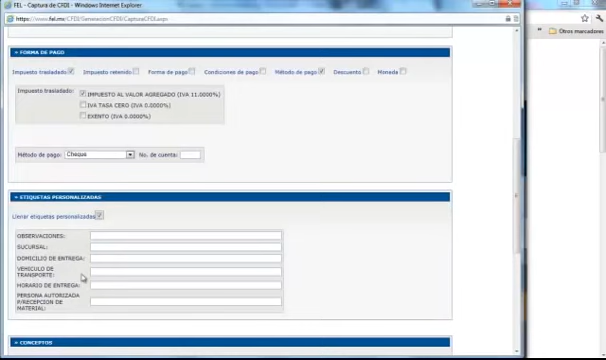 FEL - Captura de CFDI - Windows Internet Explorer
https://www.fel.mx/CFDI/GeneracionCFDI/CapturaCFDI.aspx
» Otros marcadores
FORMA DE PAGO
Impuesto trasladado Impuesto retenido Forma de pago Condiciones de pago Método de pago Descuento Moneda
Impuesto trasladado: IMPUESTO AL VALOR AGREGADO (IVA 11.0000%)
IVA TASA CERO (IVA 0.0000%)
EXENTO (IVA 0.0000%)
Método de pago: Cheque No. de cuenta:
ETIQUETAS PERSONALIZADAS
Llenar etiquetas personalizadas
OBSERVACIONES:
SUCURSAL:
DOMICILIO DE ENTREGA:
VEHICULO DE
TRANSPORTE:
HORARIO DE ENTREGA:
PERSONA AUTORIZADA
P/RECEPCION DE
MATERIAL:
CONCEPTOS